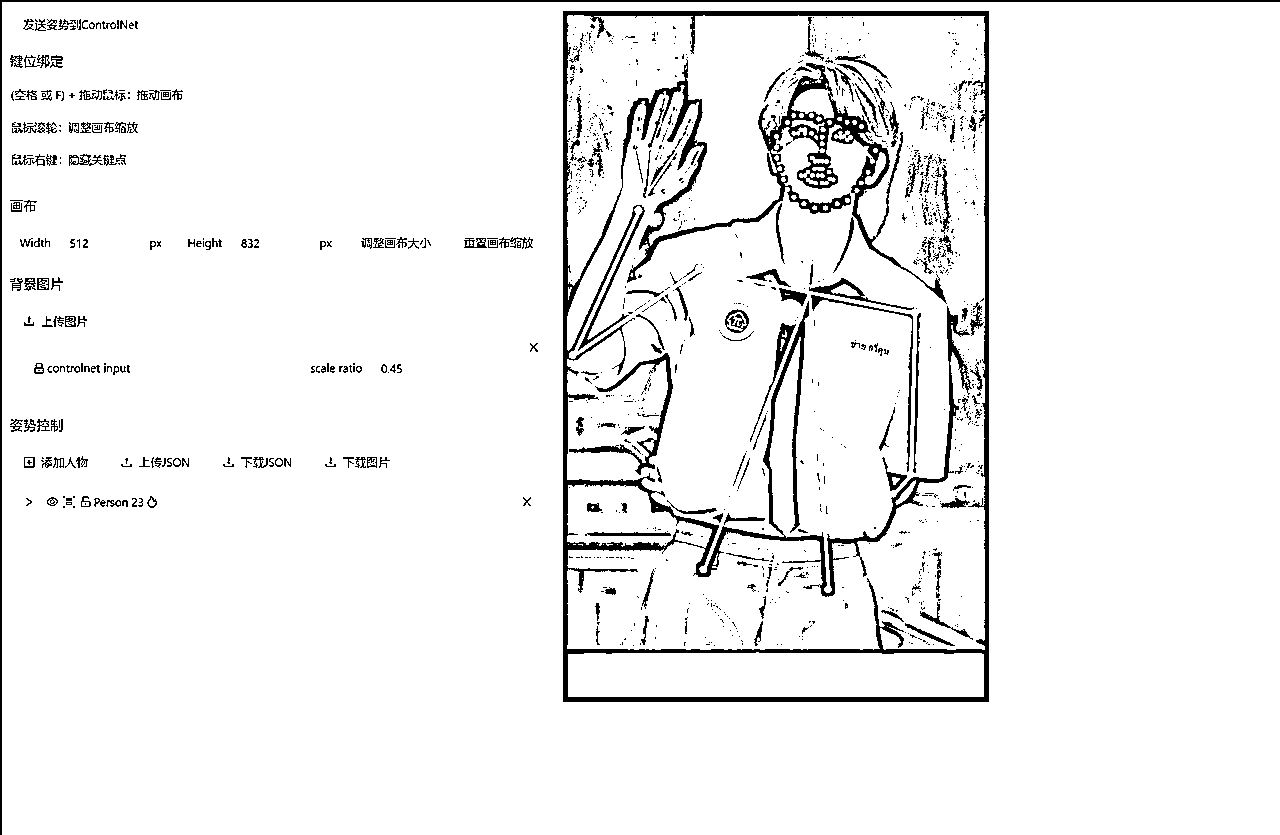 发送姿势到ControlNet
键位绑定
(空格 或 F) + 拖动鼠标：拖动画布
鼠标滚轮：调整画布缩放
鼠标右键：隐藏关键点
画布
Width 512 px Height 832 px 调整画布大小 重置画布缩放
背景图片
上传图片
controlnet input scale ratio 0.45
姿势控制
添加人物 上传JSON 下载JSON 下载图片
Person 23